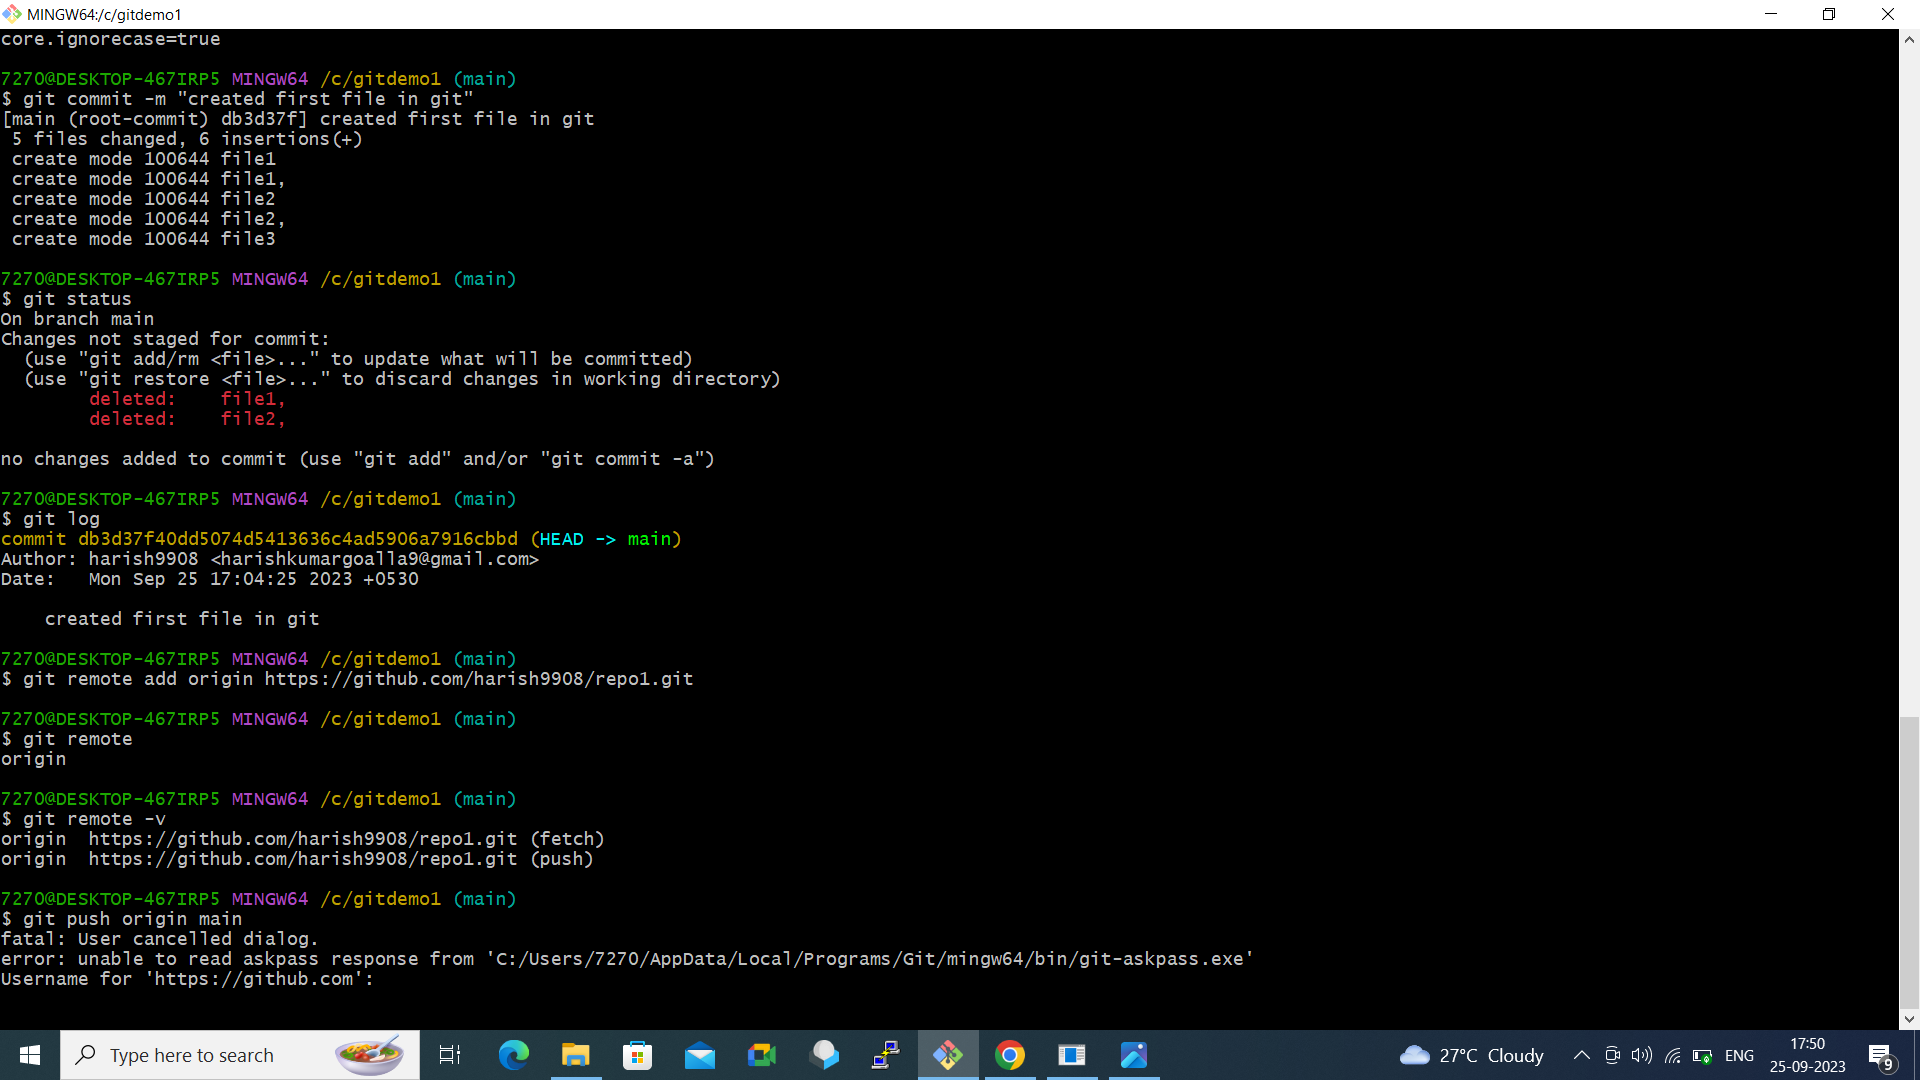 MINGW64:/c/gitdemo1
core.ignorecase=true
7270@DESKTOP-467IRP5 MINGW64 /c/gitdemo1 (main)
$ git commit -m "created first file in git"
[main (root-commit) db3d37f] created first file in git
 5 files changed, 6 insertions(+)
 create mode 100644 file1
 create mode 100644 file1,
 create mode 100644 file2
 create mode 100644 file2,
 create mode 100644 file3
7270@DESKTOP-467IRP5 MINGW64 /c/gitdemo1 (main)
$ git status
On branch main
Changes not staged for commit:
  (use "git add/rm <file>..." to update what will be committed)
  (use "git restore <file>..." to discard changes in working directory)
        deleted:    file1,
        deleted:    file2,
no changes added to commit (use "git add" and/or "git commit -a")
7270@DESKTOP-467IRP5 MINGW64 /c/gitdemo1 (main)
$ git log
commit db3d37f40dd5074d5413636c4ad5906a7916cbbd (HEAD -> main)
Author: harish9908 <harishkumargoalla9@gmail.com>
Date:   Mon Sep 25 17:04:25 2023 +0530
    created first file in git
7270@DESKTOP-467IRP5 MINGW64 /c/gitdemo1 (main)
$ git remote add origin https://github.com/harish9908/repo1.git
7270@DESKTOP-467IRP5 MINGW64 /c/gitdemo1 (main)
$ git remote
origin
7270@DESKTOP-467IRP5 MINGW64 /c/gitdemo1 (main)
$ git remote -v
origin  https://github.com/harish9908/repo1.git (fetch)
origin  https://github.com/harish9908/repo1.git (push)
7270@DESKTOP-467IRP5 MINGW64 /c/gitdemo1 (main)
$ git push origin main
fatal: User cancelled dialog.
error: unable to read askpass response from 'C:/Users/7270/AppData/Local/Programs/Git/mingw64/bin/git-askpass.exe'
Username for 'https://github.com':
Type here to search
27°C Cloudy
ENG
17:50
25-09-2023
9